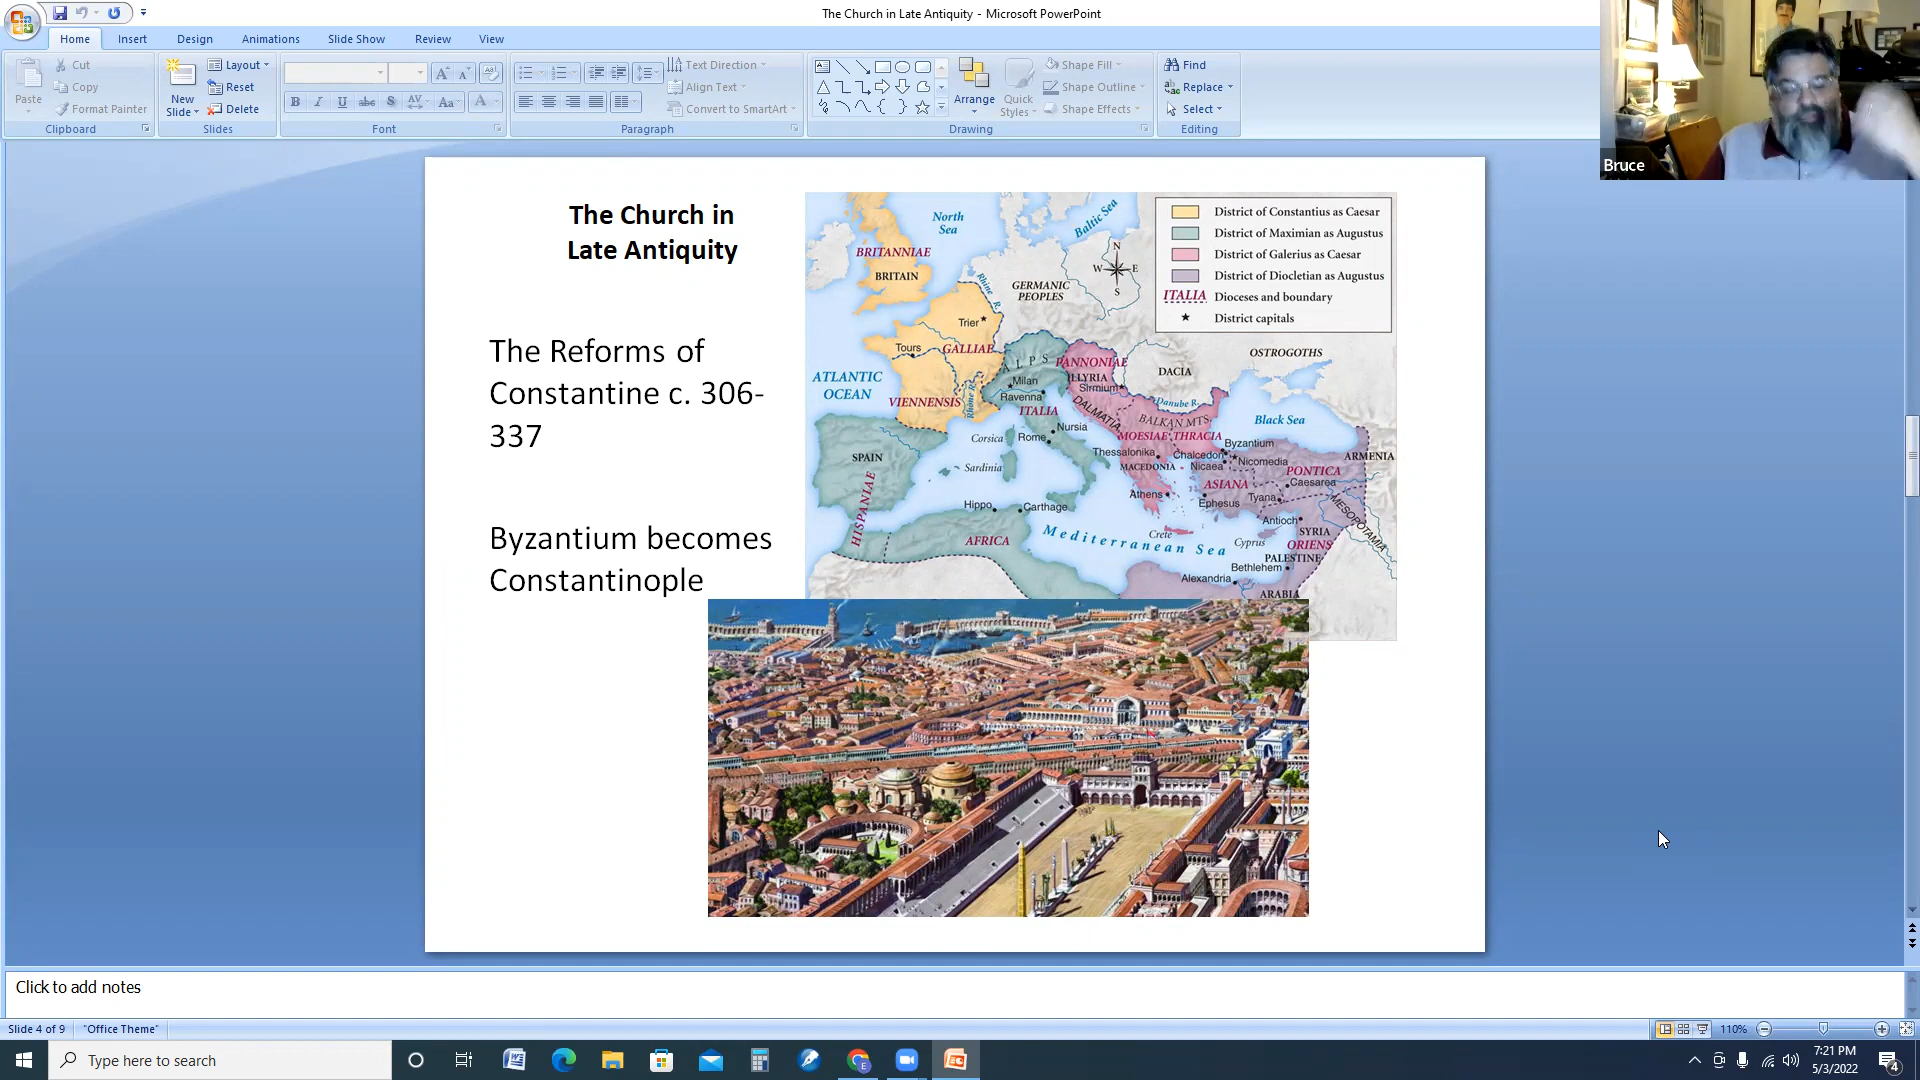 The Church in Late Antiquity - Microsoft PowerPoint
Home Insert Design Animations Slide Show Review View
Paste
Cut
Copy
Format Painter
Clipboard
New
Slide
Layout
Reset
Delete
Slides
B I U abc S AV Aa A
Font
Text Direction
Align Text
Convert to SmartArt
Paragraph
Arrange
Quick
Styles
Shape Fill
Shape Outline
Shape Effects
Drawing
Find
Replace
Select
Editing
Bruce
The Church in
Late Antiquity
The Reforms of
Constantine c. 306-
337
Byzantium becomes
Constantinople
District of Constantius as Caesar
District of Maximian as Augustus
District of Galerius as Caesar
District of Diocletian as Augustus
ITALIA Dioceses and boundary
District capitals
North
Sea
Baltic Sea
N
W E
S
BRITANNIAE
BRITAIN
Rhine R.
GERMANIC
PEOPLES
Trier
Tours
GALLIAE
ALPS
PANNONIAE
ILLYRIA
Sirmium
DACIA
OSTROGOTHS
ATLANTIC
OCEAN
VIENNENSIS
Rhône R.
Milan
Ravenna
ITALIA
DALMATIA
Danube R.
BALKAN MTS.
Black Sea
Corsica
Rome
Nursia
MOESIAE THRACIA
Byzantium
Thessalonika
Chalcedon
Nicaea
Nicomedia
ARMENIA
SPAIN
Sardinia
MACEDONIA
PONTICA
Caesarea
HISPANIAE
Athens
ASIANA
Ephesus
Tyana
MESOPOTAMIA
Hippo
Carthage
Antioch
SYRIA
AFRICA
Mediterranean Sea
Crete
Cyprus
ORIENS
PALESTINE
Bethlehem
Alexandria
ARABIA
Click to add notes
Slide 4 of 9 "Office Theme" 110%
Type here to search
7:21 PM
5/3/2022
4